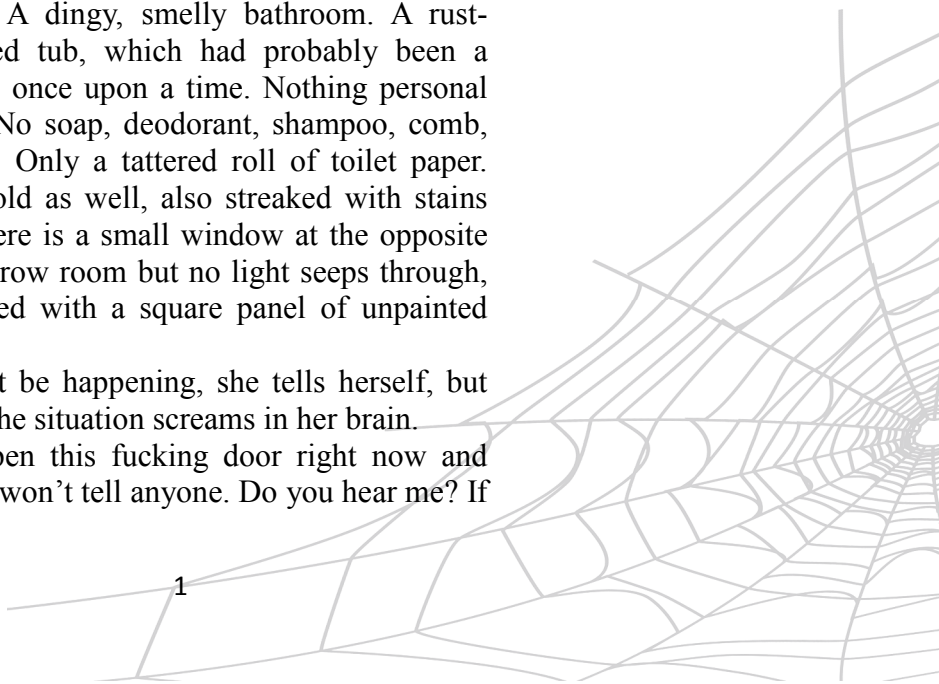 A dingy, smelly bathroom. A rust-
ed tub, which had probably been a
once upon a time. Nothing personal
No soap, deodorant, shampoo, comb,
Only a tattered roll of toilet paper.
old as well, also streaked with stains
ere is a small window at the opposite
row room but no light seeps through,
ed with a square panel of unpainted
t be happening, she tells herself, but
he situation screams in her brain.
pen this fucking door right now and
won’t tell anyone. Do you hear me? If
1